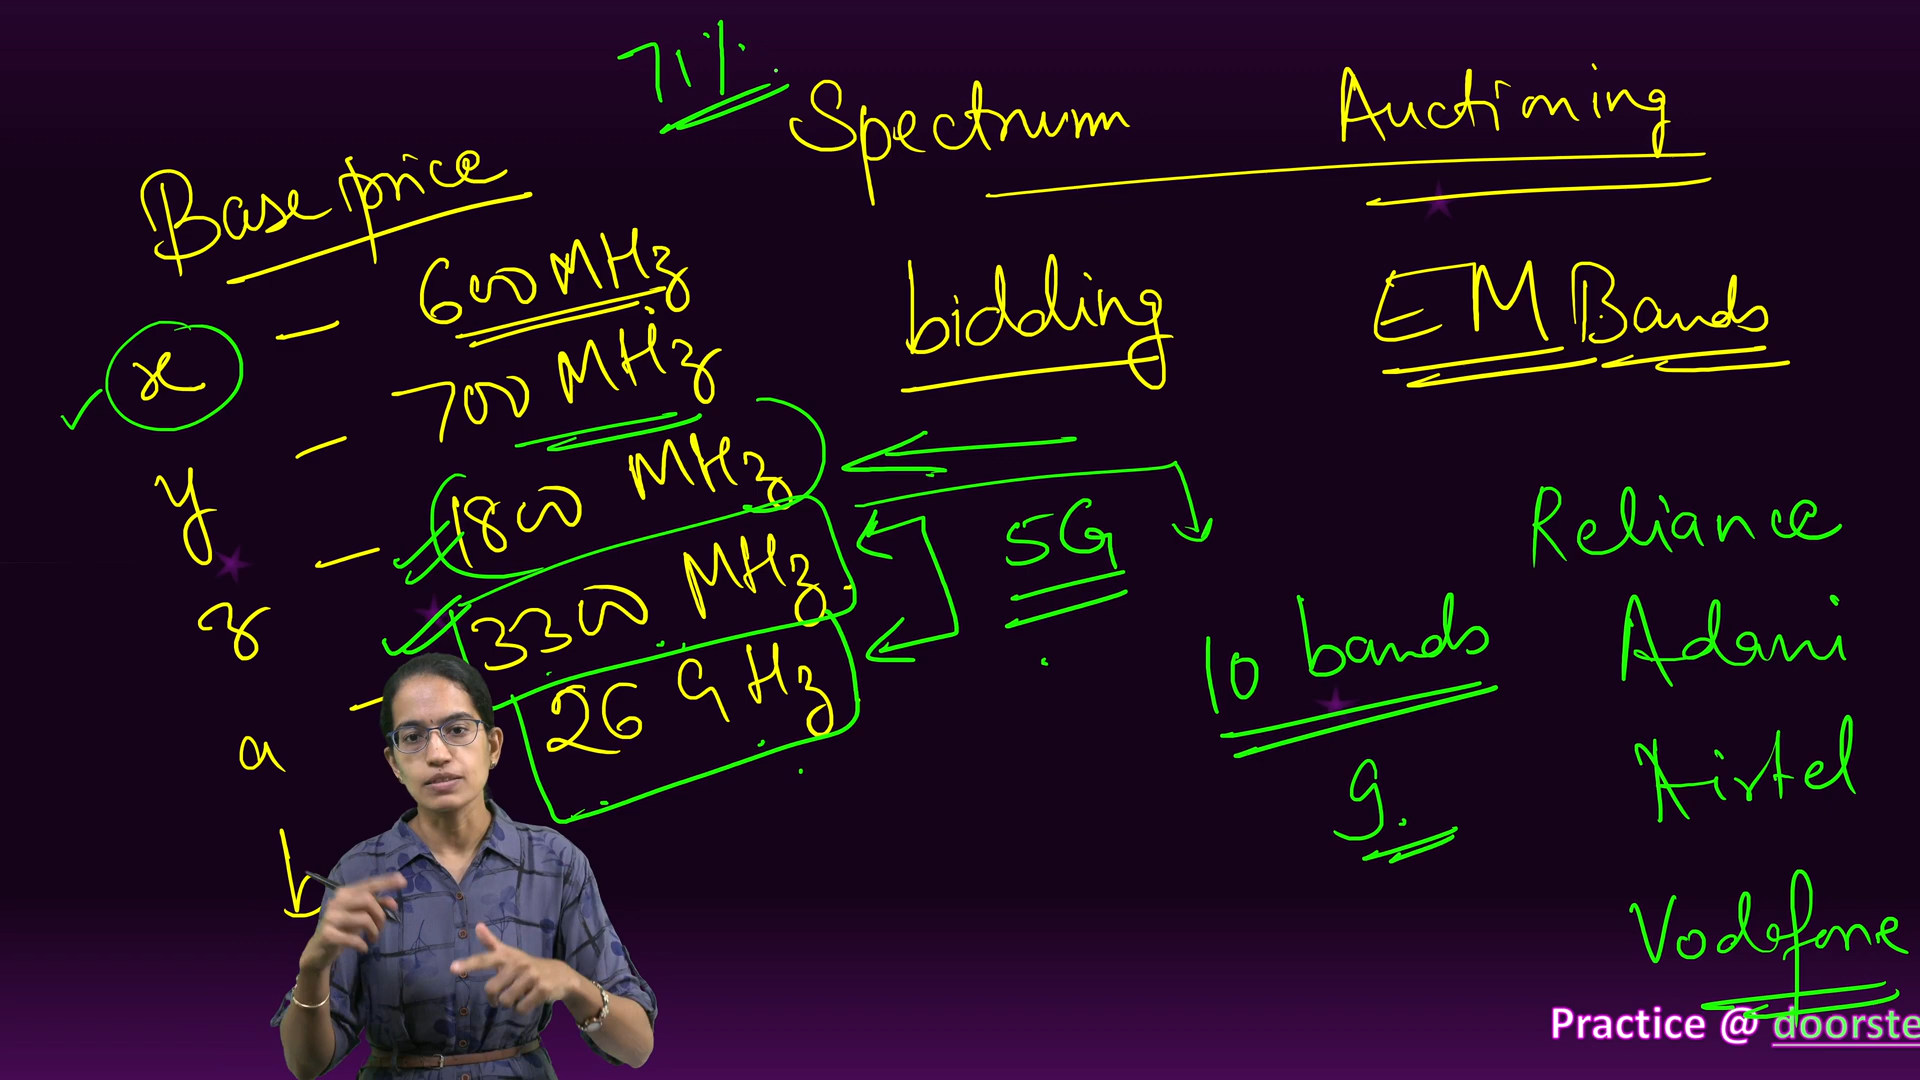 71%
Spectrum Auctioning
Base price
x - 600 MHz
bidding
EM Bands
y - 700 MHz
z - 1800 MHz
5G
Reliance
a - 3300 MHz
10 bands
Adani
b 26 GHz
9.
Airtel
Vodafone
Practice @ doorste